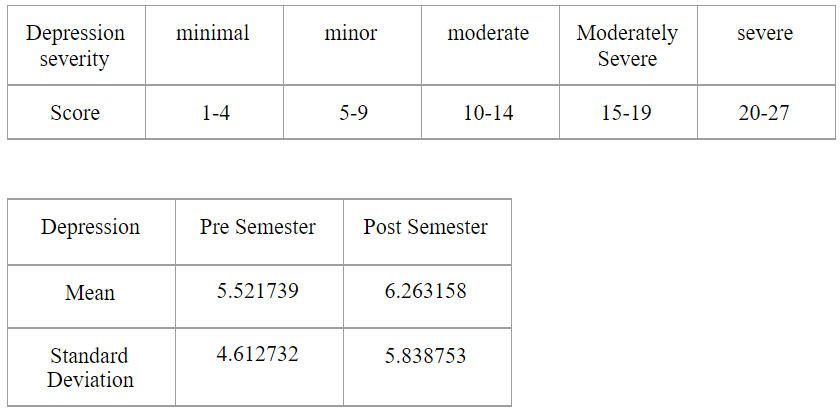 Depression severity minimal minor moderate Moderately Severe severe
Score 1-4 5-9 10-14 15-19 20-27
Depression Pre Semester Post Semester
Mean 5.521739 6.263158
Standard Deviation 4.612732 5.838753